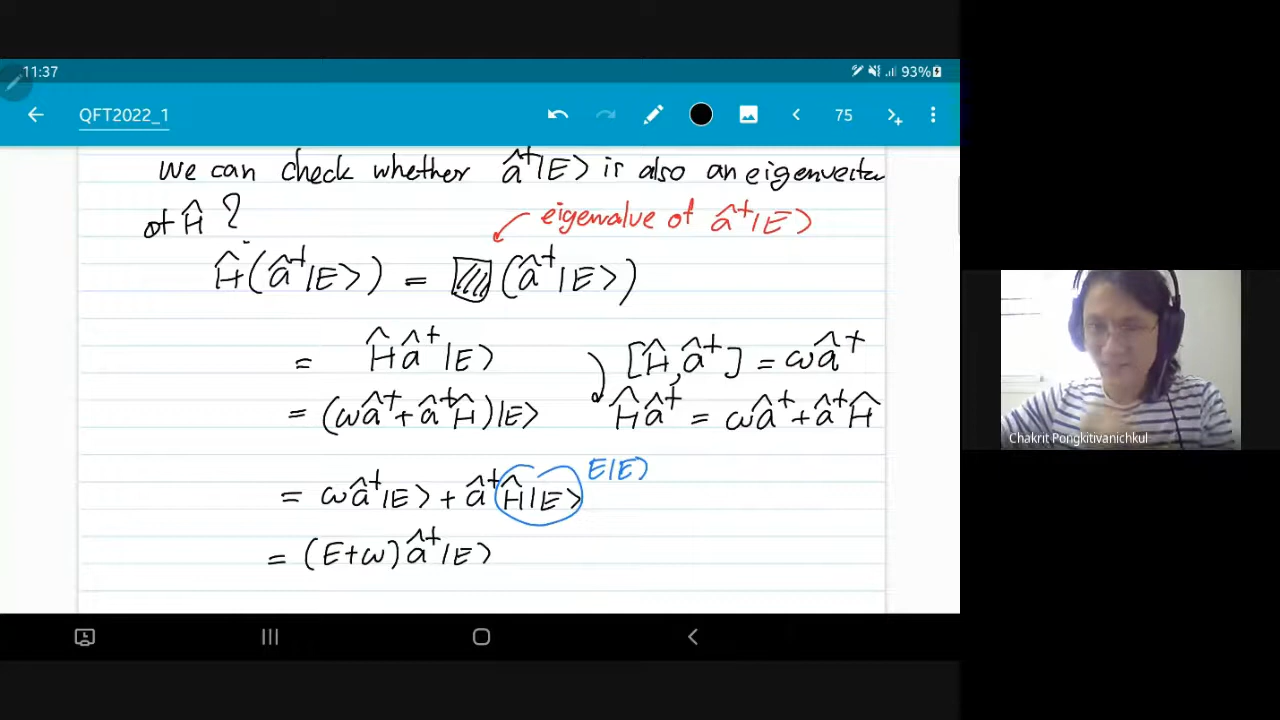 11:37
93%
QFT2022_1
75
We can check whether â†|E⟩ is also an eigenvector
of Ĥ ?
eigenvalue of â†|E⟩
Ĥ(â†|E⟩) = (â†|E⟩)
= Ĥâ†|E⟩
[Ĥ,â†] = ωâ†
= (ωâ†+â†Ĥ)|E⟩
Ĥâ† = ωâ†+â†Ĥ
Chakrit Pongkitivanichkul
E|E⟩
= ωâ†|E⟩ + â†Ĥ|E⟩
= (E+ω)â†|E⟩